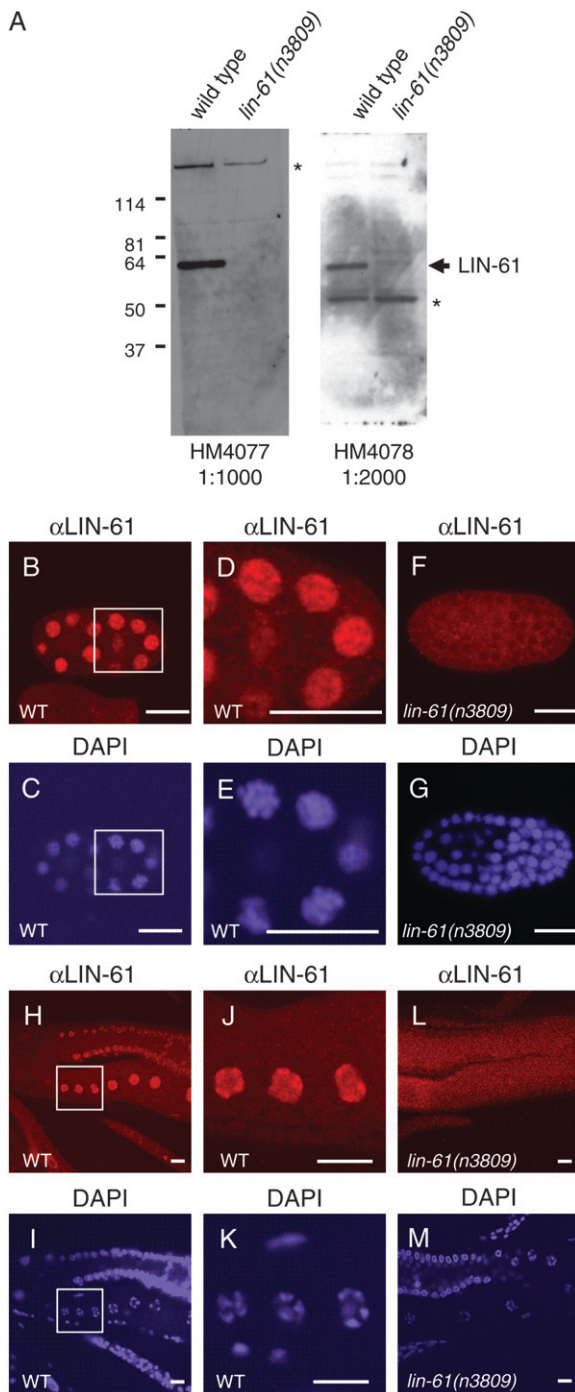 A
wild type
lin-61(n3809)
wild type
lin-61(n3809)
*
114
81
64
50
37
LIN-61
*
HM4077
1:1000
HM4078
1:2000
αLIN-61
αLIN-61
αLIN-61
B
WT
D
WT
F
lin-61(n3809)
DAPI
DAPI
DAPI
C
WT
E
WT
G
lin-61(n3809)
αLIN-61
αLIN-61
αLIN-61
H
WT
J
WT
L
lin-61(n3809)
DAPI
DAPI
DAPI
I
WT
K
WT
M
lin-61(n3809)